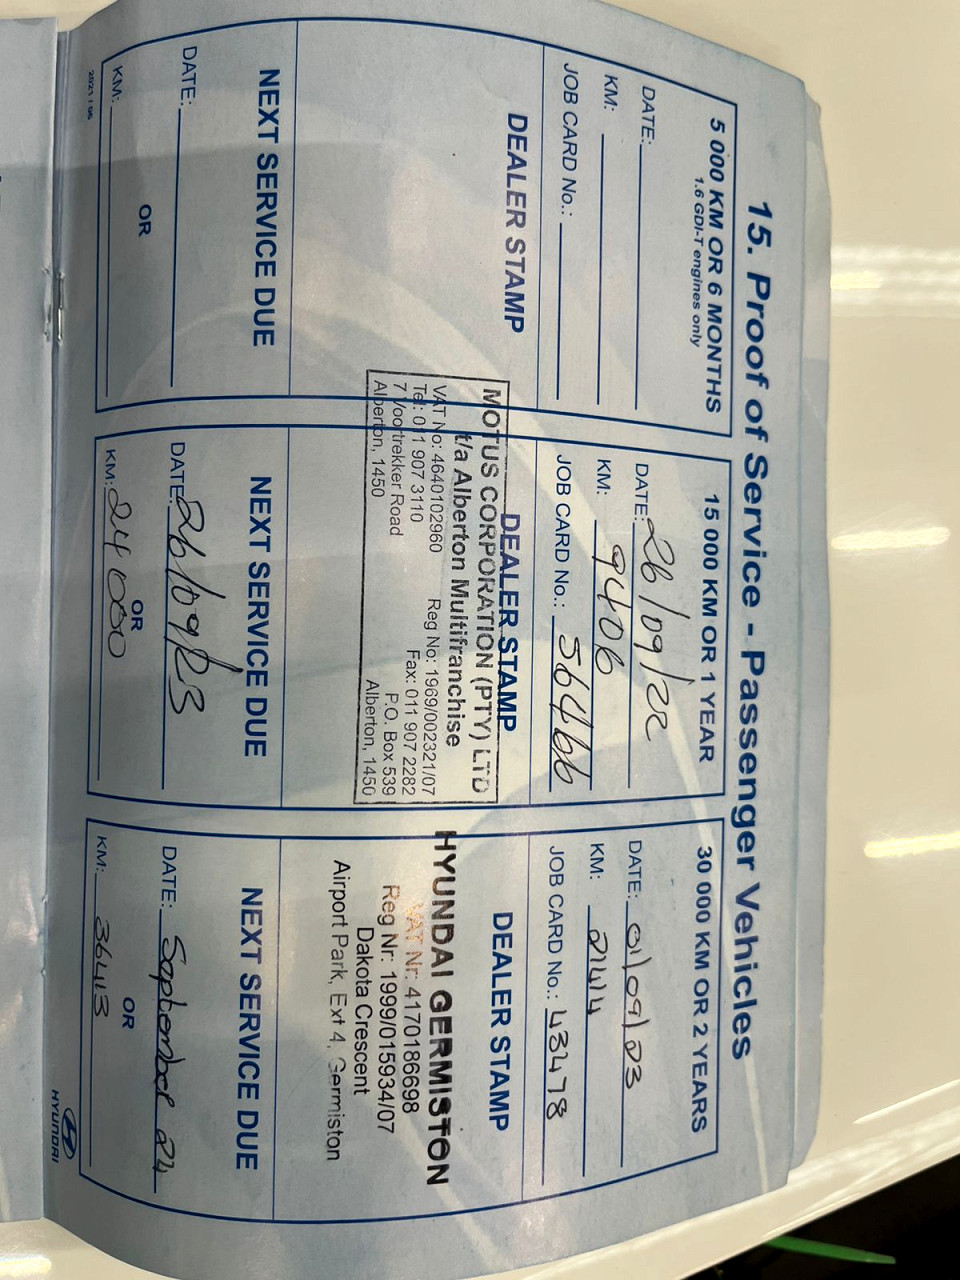 15. Proof of Service - Passenger Vehicles
5 000 KM OR 6 MONTHS
1.6 GDI-T engines only
DATE:
KM:
JOB CARD No.:
DEALER STAMP
NEXT SERVICE DUE
DATE:
OR
KM:
2021 / 06
15 000 KM OR 1 YEAR
DATE: 26/09/22
KM: 9406
JOB CARD No.: 56466
DEALER STAMP
MOTUS CORPORATION (PTY) LTD
t/a Alberton Multifranchise
VAT No: 4640102960 Reg No: 1969/002321/07
Tel: 011 907 3110 Fax: 011 907 2282
7 Voortrekker Road P.O. Box 539
Alberton, 1450 Alberton, 1450
NEXT SERVICE DUE
DATE: 26/09/23
OR
KM: 24 000
30 000 KM OR 2 YEARS
DATE: 01/09/23
KM:
JOB CARD No.: 43478
DEALER STAMP
HYUNDAI GERMISTON
VAT Nr: 4170186698
Reg Nr: 1999/015934/07
Dakota Crescent
Airport Park, Ext 4, Germiston
NEXT SERVICE DUE
DATE: September 24
OR
KM: 36413
HYUNDAI